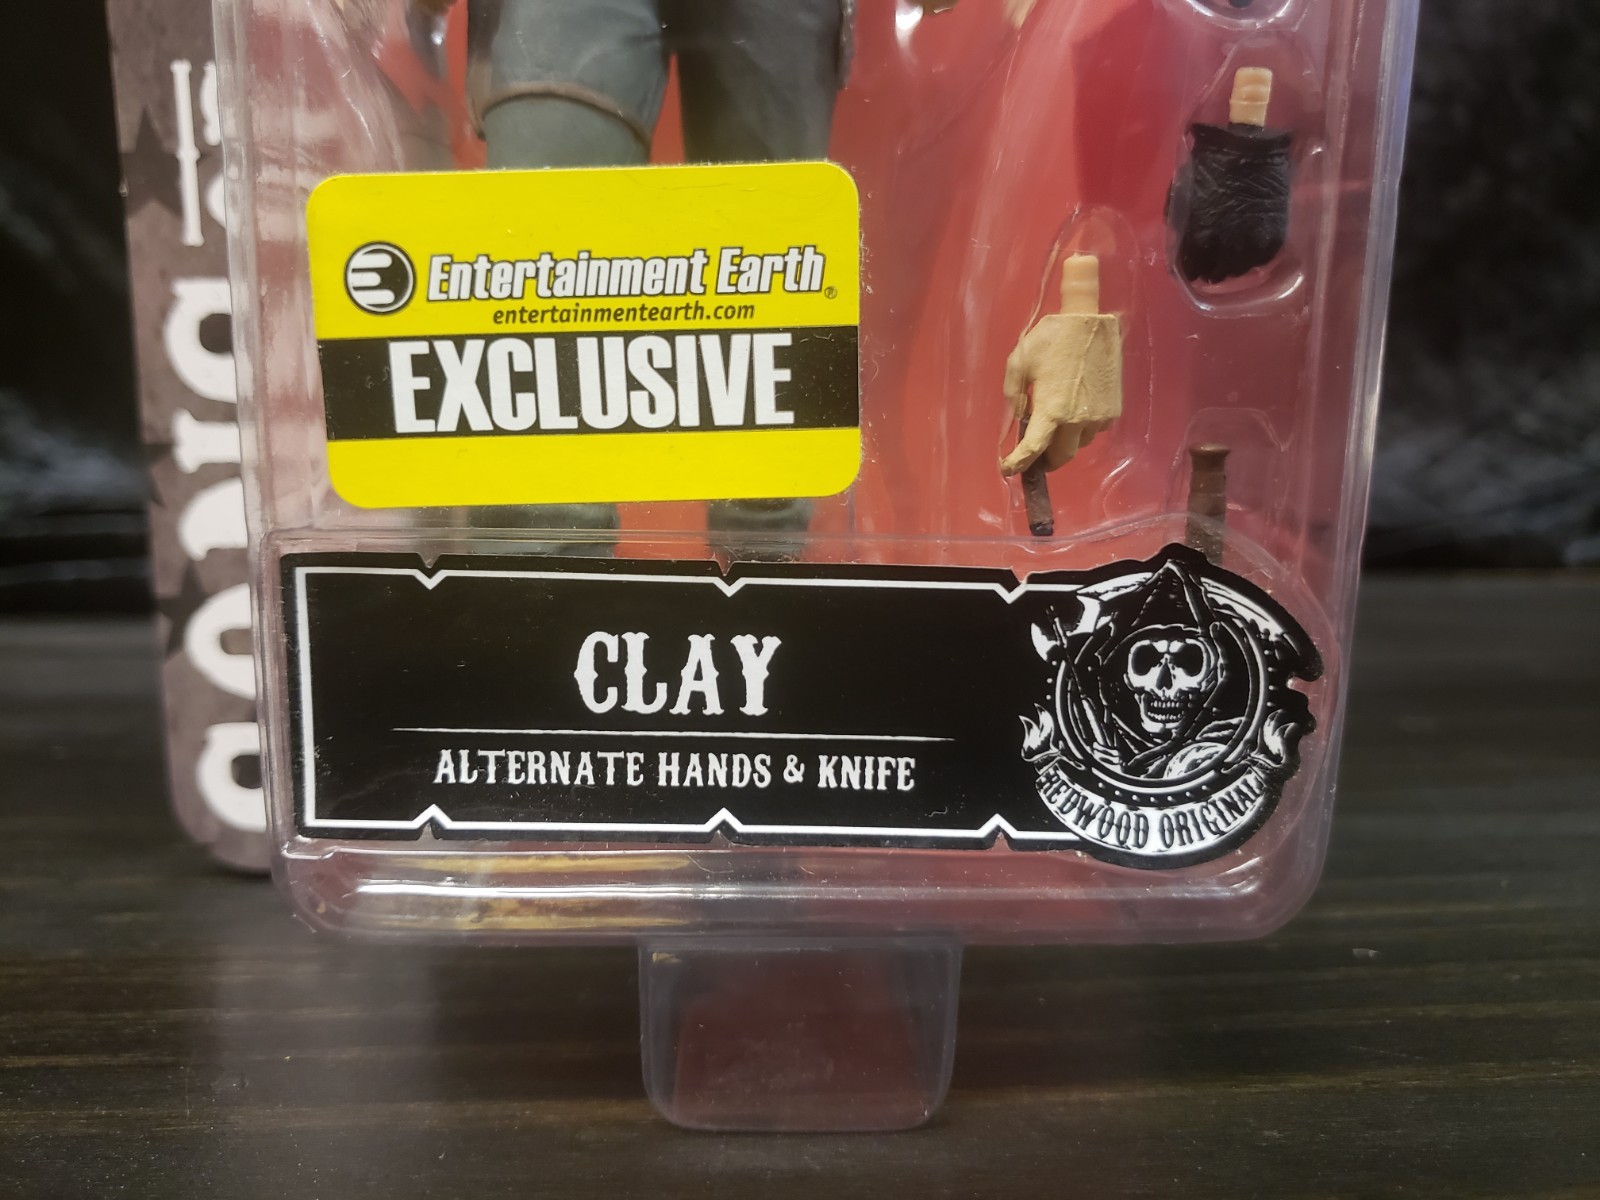 Entertainment Earth®
entertainmentearth.com
EXCLUSIVE
CLAY
ALTERNATE HANDS & KNIFE
REDWOOD ORIGINAL